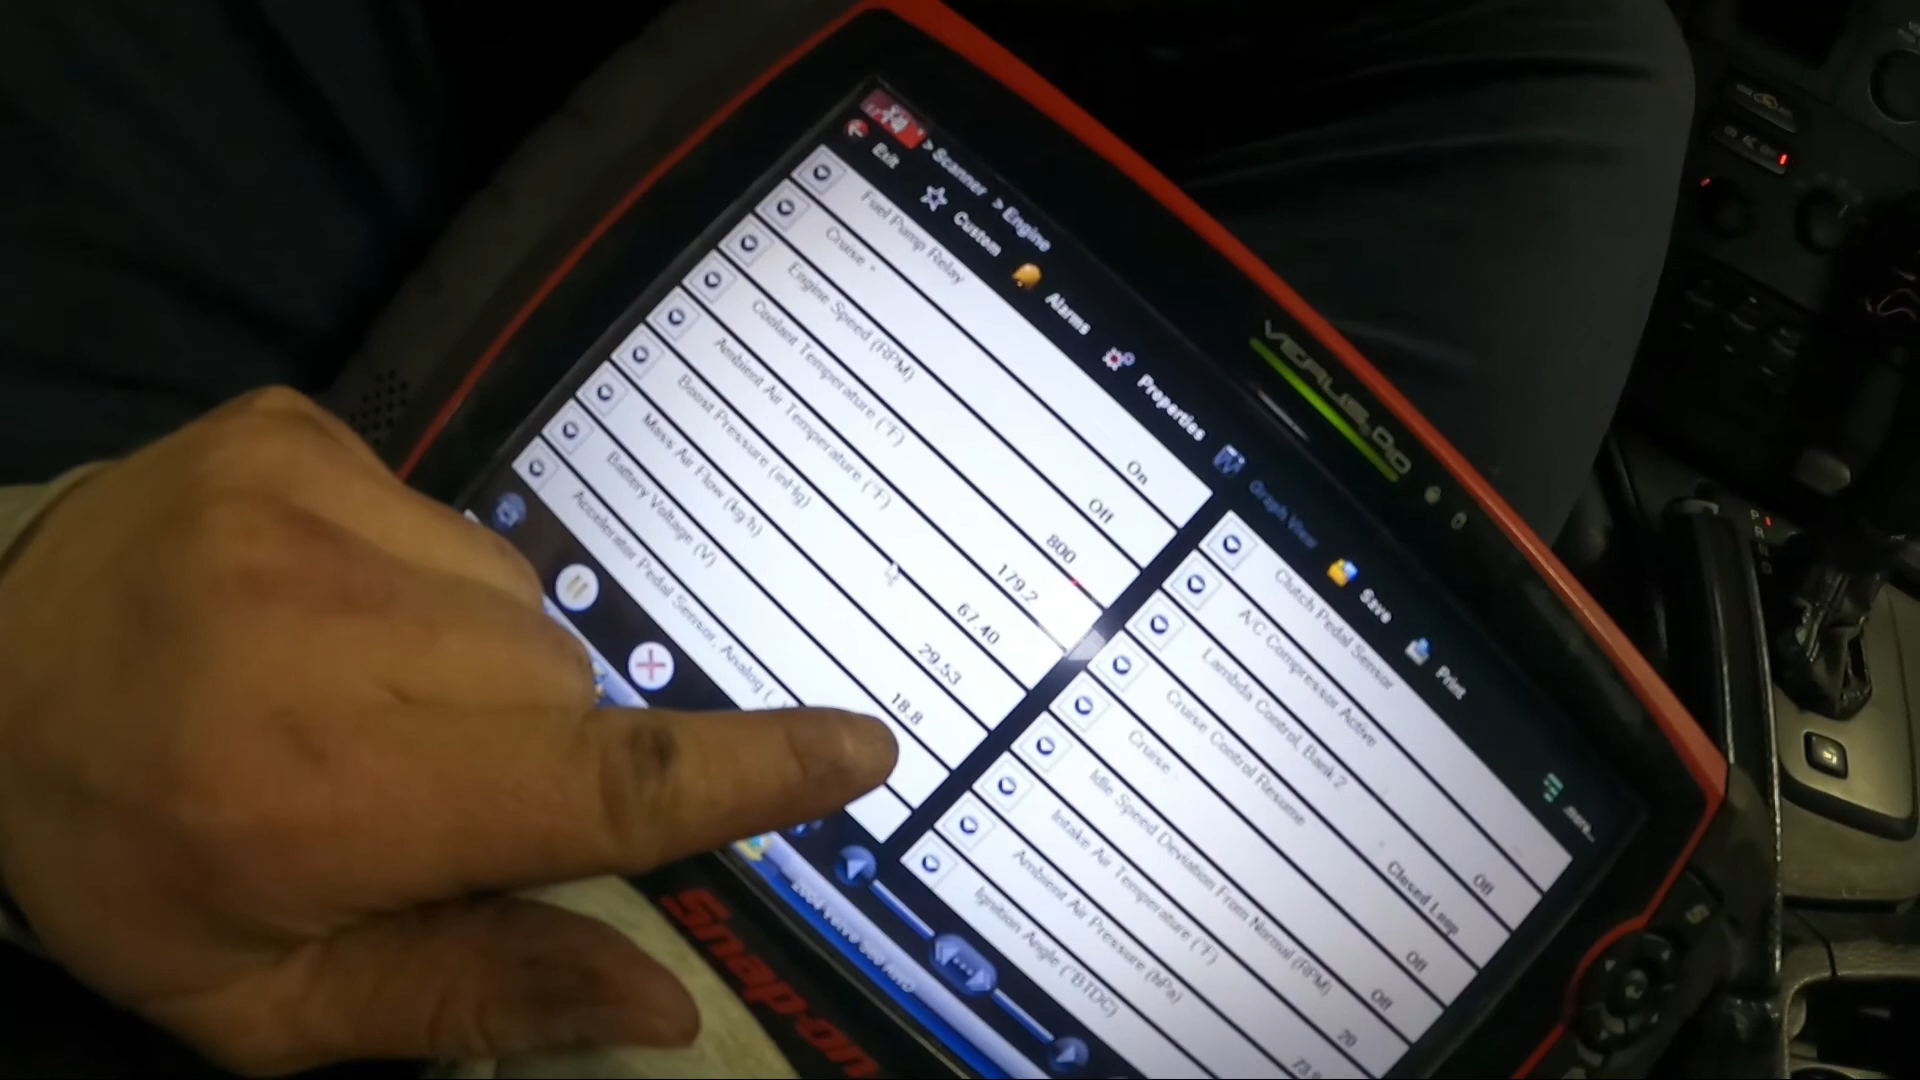 > Scanner > Engine
Exit Custom Alarms Properties Graph View Save Print
Fuel Pump Relay On
Cruise - Off
Engine Speed (RPM) 800
Coolant Temperature (°F) 179.2
Ambient Air Temperature (°F) 67.40
Boost Pressure (inHg) 29.53
Mass Air Flow (kg/h) 18.8
Battery Voltage (V)
Accelerator Pedal Sensor, Analog
Clutch Pedal Sensor Off
A/C Compressor Active
Lambda Control, Bank 2 Closed Loop
Cruise Control Resume Off
Cruise Off
Idle Speed Deviation From Normal (RPM) 20
Intake Air Temperature (°F)
Ambient Air Pressure (hPa)
Ignition Angle (°BTDC)
VERUS PRO
Snap-on